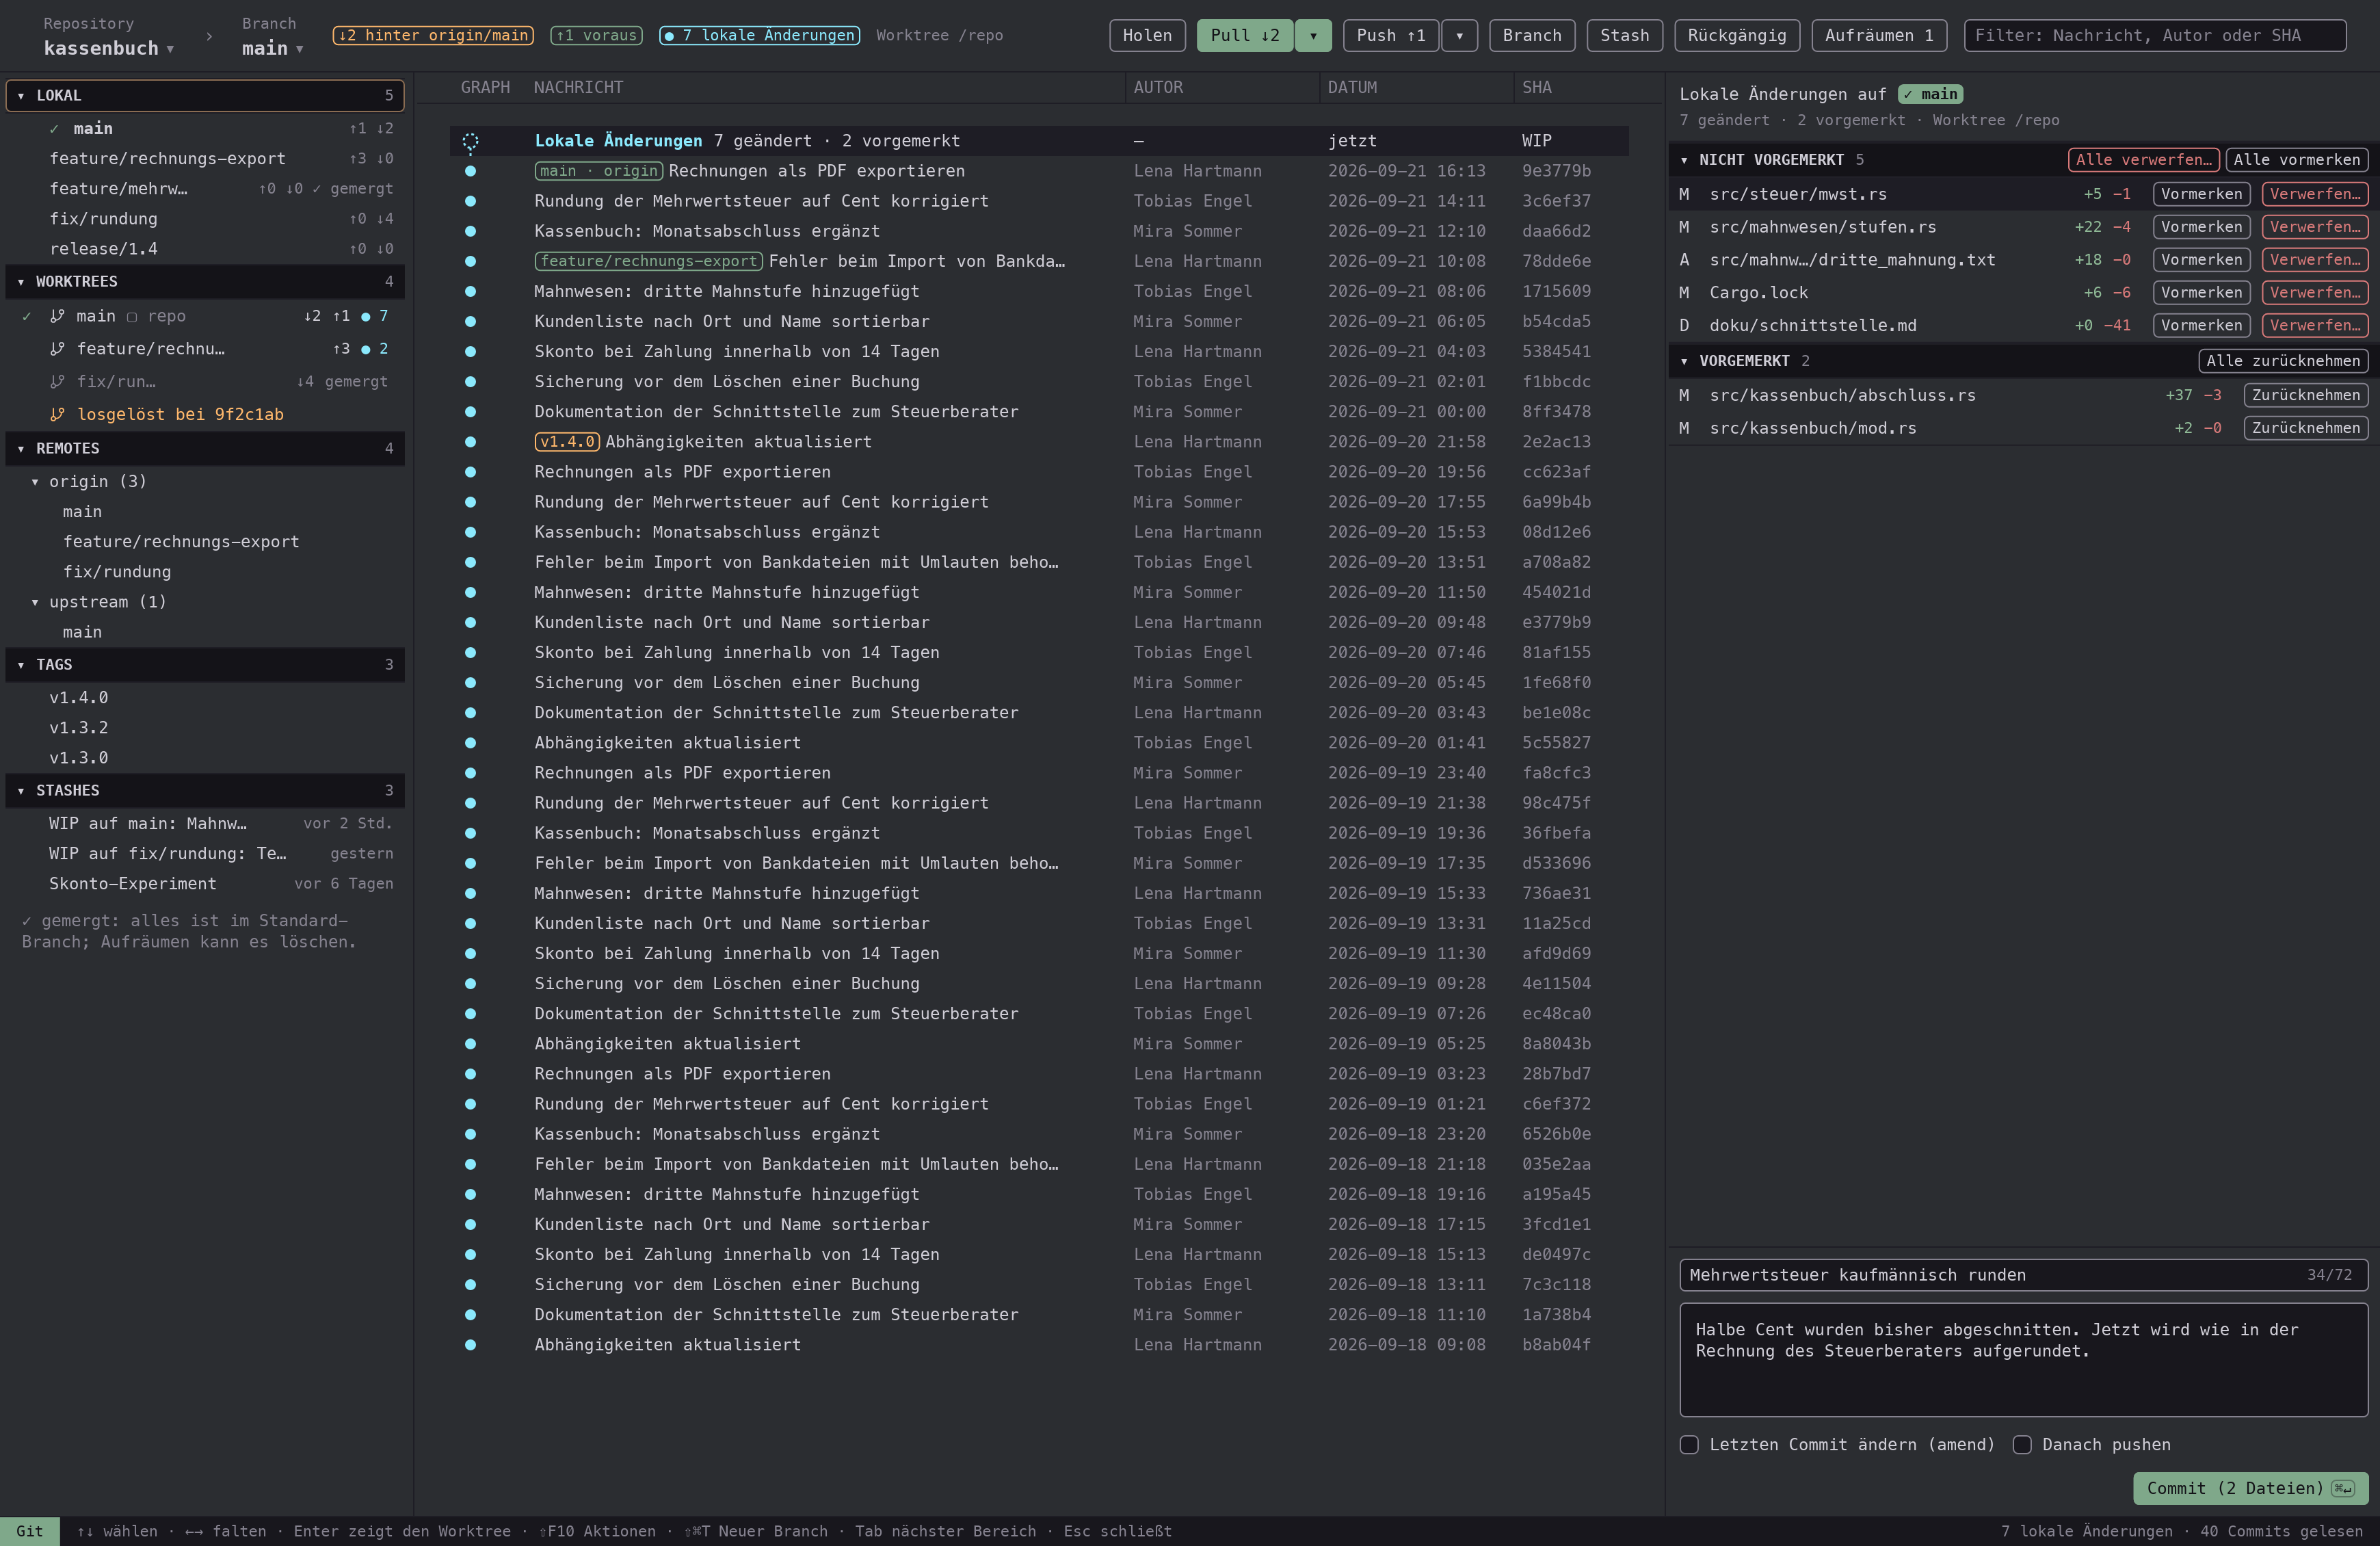 Repository
kassenbuch ▾
›
Branch
main ▾
↓2 hinter origin/main ↑1 voraus ● 7 lokale Änderungen Worktree /repo
Holen Pull ↓2 ▾ Push ↑1 ▾ Branch Stash Rückgängig Aufräumen 1 Filter: Nachricht, Autor oder SHA
▾ LOKAL 5
✓ main ↑1 ↓2
feature/rechnungs-export ↑3 ↓0
feature/mehrw… ↑0 ↓0 ✓ gemergt
fix/rundung ↑0 ↓4
release/1.4 ↑0 ↓0
▾ WORKTREES 4
✓ main ▢ repo ↓2 ↑1 ● 7
feature/rechnu… ↑3 ● 2
fix/run… ↓4 gemergt
losgelöst bei 9f2c1ab
▾ REMOTES 4
▾ origin (3)
main
feature/rechnungs-export
fix/rundung
▾ upstream (1)
main
▾ TAGS 3
v1.4.0
v1.3.2
v1.3.0
▾ STASHES 3
WIP auf main: Mahnw… vor 2 Std.
WIP auf fix/rundung: Te… gestern
Skonto-Experiment vor 6 Tagen
✓ gemergt: alles ist im Standard-
Branch; Aufräumen kann es löschen.
GRAPH NACHRICHT AUTOR DATUM SHA
Lokale Änderungen 7 geändert · 2 vorgemerkt — jetzt WIP
main · origin Rechnungen als PDF exportieren Lena Hartmann 2026-09-21 16:13 9e3779b
Rundung der Mehrwertsteuer auf Cent korrigiert Tobias Engel 2026-09-21 14:11 3c6ef37
Kassenbuch: Monatsabschluss ergänzt Mira Sommer 2026-09-21 12:10 daa66d2
feature/rechnungs-export Fehler beim Import von Bankda… Lena Hartmann 2026-09-21 10:08 78dde6e
Mahnwesen: dritte Mahnstufe hinzugefügt Tobias Engel 2026-09-21 08:06 1715609
Kundenliste nach Ort und Name sortierbar Mira Sommer 2026-09-21 06:05 b54cda5
Skonto bei Zahlung innerhalb von 14 Tagen Lena Hartmann 2026-09-21 04:03 5384541
Sicherung vor dem Löschen einer Buchung Tobias Engel 2026-09-21 02:01 f1bbcdc
Dokumentation der Schnittstelle zum Steuerberater Mira Sommer 2026-09-21 00:00 8ff3478
v1.4.0 Abhängigkeiten aktualisiert Lena Hartmann 2026-09-20 21:58 2e2ac13
Rechnungen als PDF exportieren Tobias Engel 2026-09-20 19:56 cc623af
Rundung der Mehrwertsteuer auf Cent korrigiert Mira Sommer 2026-09-20 17:55 6a99b4b
Kassenbuch: Monatsabschluss ergänzt Lena Hartmann 2026-09-20 15:53 08d12e6
Fehler beim Import von Bankdateien mit Umlauten beho… Tobias Engel 2026-09-20 13:51 a708a82
Mahnwesen: dritte Mahnstufe hinzugefügt Mira Sommer 2026-09-20 11:50 454021d
Kundenliste nach Ort und Name sortierbar Lena Hartmann 2026-09-20 09:48 e3779b9
Skonto bei Zahlung innerhalb von 14 Tagen Tobias Engel 2026-09-20 07:46 81af155
Sicherung vor dem Löschen einer Buchung Mira Sommer 2026-09-20 05:45 1fe68f0
Dokumentation der Schnittstelle zum Steuerberater Lena Hartmann 2026-09-20 03:43 be1e08c
Abhängigkeiten aktualisiert Tobias Engel 2026-09-20 01:41 5c55827
Rechnungen als PDF exportieren Mira Sommer 2026-09-19 23:40 fa8cfc3
Rundung der Mehrwertsteuer auf Cent korrigiert Lena Hartmann 2026-09-19 21:38 98c475f
Kassenbuch: Monatsabschluss ergänzt Tobias Engel 2026-09-19 19:36 36fbefa
Fehler beim Import von Bankdateien mit Umlauten beho… Mira Sommer 2026-09-19 17:35 d533696
Mahnwesen: dritte Mahnstufe hinzugefügt Lena Hartmann 2026-09-19 15:33 736ae31
Kundenliste nach Ort und Name sortierbar Tobias Engel 2026-09-19 13:31 11a25cd
Skonto bei Zahlung innerhalb von 14 Tagen Mira Sommer 2026-09-19 11:30 afd9d69
Sicherung vor dem Löschen einer Buchung Lena Hartmann 2026-09-19 09:28 4e11504
Dokumentation der Schnittstelle zum Steuerberater Tobias Engel 2026-09-19 07:26 ec48ca0
Abhängigkeiten aktualisiert Mira Sommer 2026-09-19 05:25 8a8043b
Rechnungen als PDF exportieren Lena Hartmann 2026-09-19 03:23 28b7bd7
Rundung der Mehrwertsteuer auf Cent korrigiert Tobias Engel 2026-09-19 01:21 c6ef372
Kassenbuch: Monatsabschluss ergänzt Mira Sommer 2026-09-18 23:20 6526b0e
Fehler beim Import von Bankdateien mit Umlauten beho… Lena Hartmann 2026-09-18 21:18 035e2aa
Mahnwesen: dritte Mahnstufe hinzugefügt Tobias Engel 2026-09-18 19:16 a195a45
Kundenliste nach Ort und Name sortierbar Mira Sommer 2026-09-18 17:15 3fcd1e1
Skonto bei Zahlung innerhalb von 14 Tagen Lena Hartmann 2026-09-18 15:13 de0497c
Sicherung vor dem Löschen einer Buchung Tobias Engel 2026-09-18 13:11 7c3c118
Dokumentation der Schnittstelle zum Steuerberater Mira Sommer 2026-09-18 11:10 1a738b4
Abhängigkeiten aktualisiert Lena Hartmann 2026-09-18 09:08 b8ab04f
Lokale Änderungen auf ✓ main
7 geändert · 2 vorgemerkt · Worktree /repo
▾ NICHT VORGEMERKT 5 Alle verwerfen… Alle vormerken
M src/steuer/mwst.rs +5 −1 Vormerken Verwerfen…
M src/mahnwesen/stufen.rs +22 −4 Vormerken Verwerfen…
A src/mahnw…/dritte_mahnung.txt +18 −0 Vormerken Verwerfen…
M Cargo.lock +6 −6 Vormerken Verwerfen…
D doku/schnittstelle.md +0 −41 Vormerken Verwerfen…
▾ VORGEMERKT 2 Alle zurücknehmen
M src/kassenbuch/abschluss.rs +37 −3 Zurücknehmen
M src/kassenbuch/mod.rs +2 −0 Zurücknehmen
Mehrwertsteuer kaufmännisch runden 34/72
Halbe Cent wurden bisher abgeschnitten. Jetzt wird wie in der
Rechnung des Steuerberaters aufgerundet.
Letzten Commit ändern (amend) Danach pushen
Commit (2 Dateien) ⌘↵
Git ↑↓ wählen · ←→ falten · Enter zeigt den Worktree · ⇧F10 Aktionen · ⇧⌘T Neuer Branch · Tab nächster Bereich · Esc schließt
7 lokale Änderungen · 40 Commits gelesen